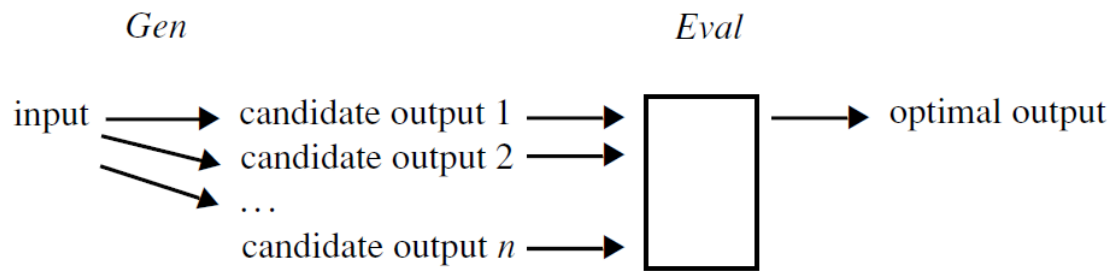 Gen Eval
input candidate output 1 optimal output
candidate output 2
...
candidate output n